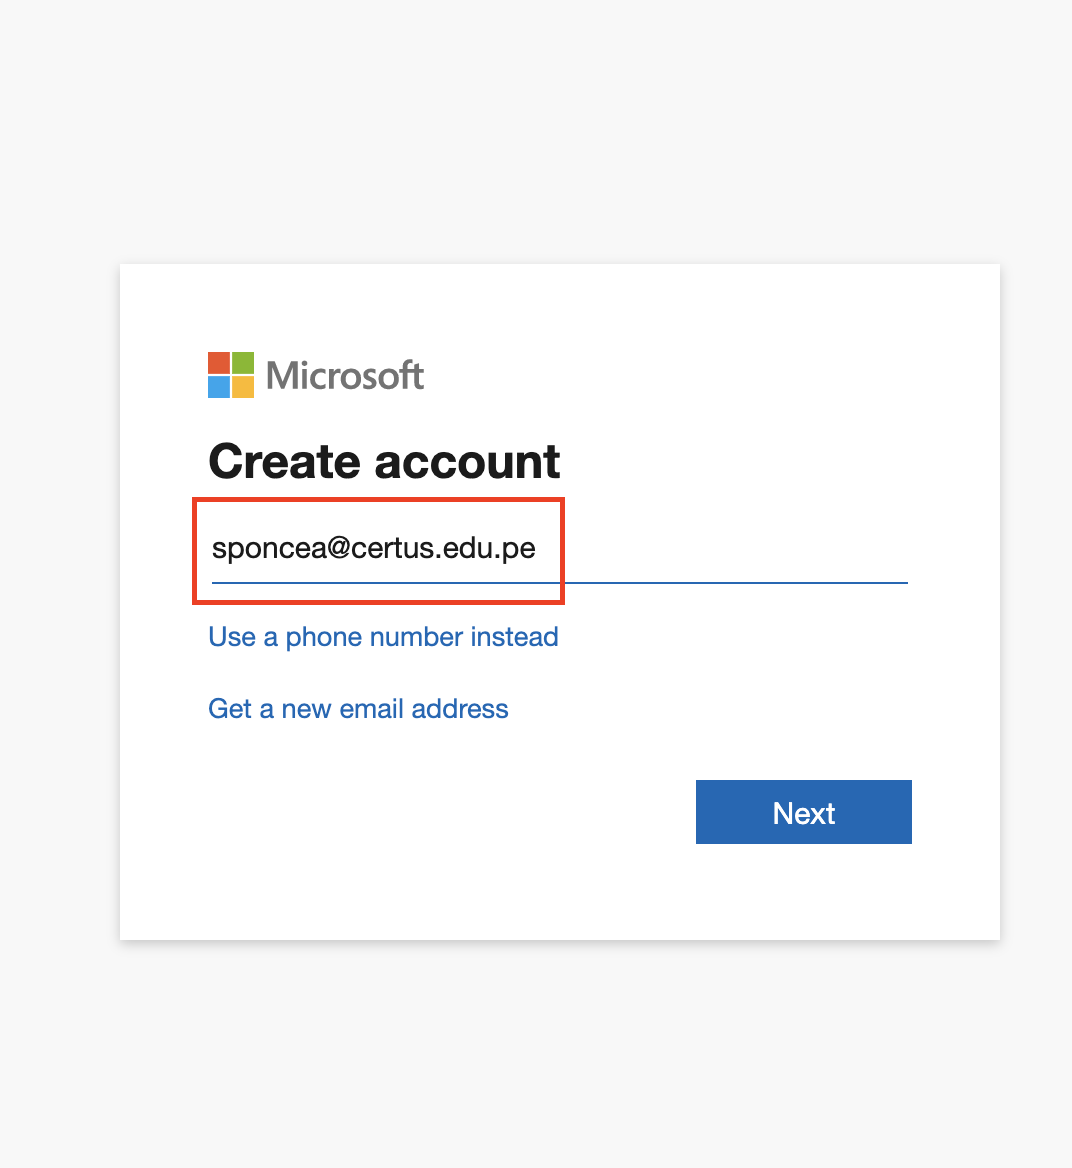 Microsoft
Create account
sponcea@certus.edu.pe
Use a phone number instead
Get a new email address
Next